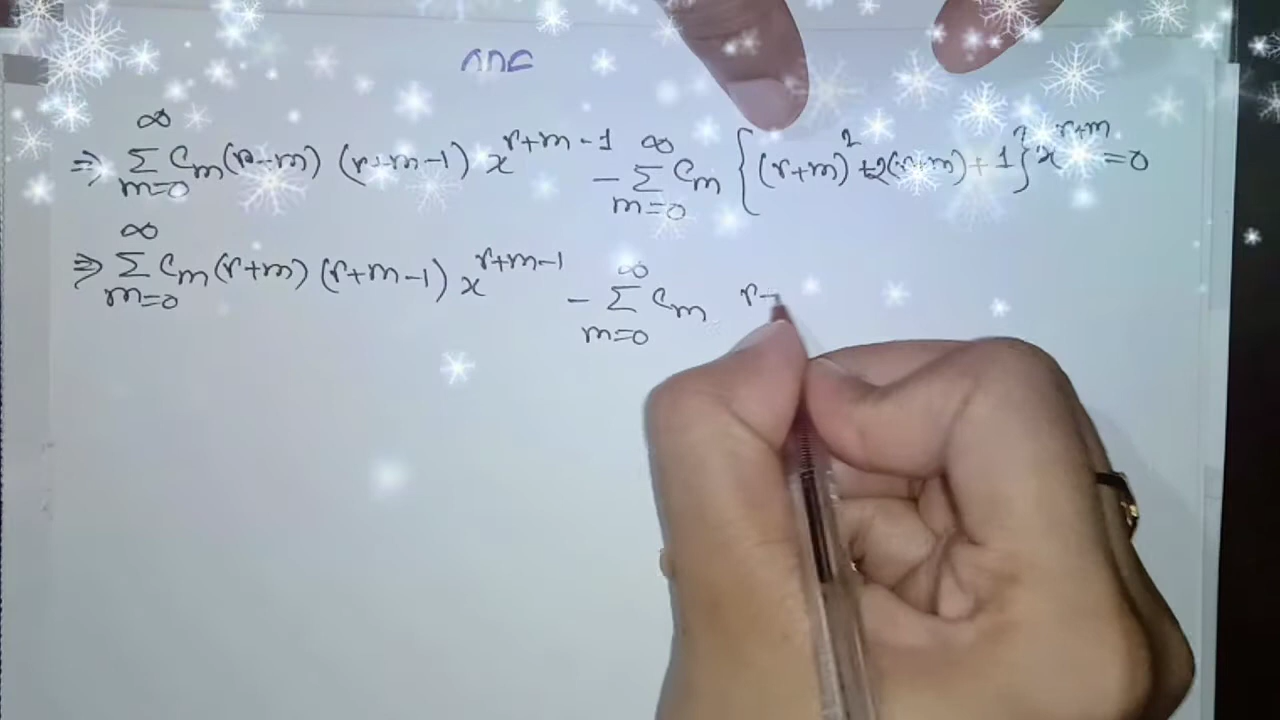 ODE
⇒ ∑_{m=0}^{∞} C_m (r+m) (r+m-1) x^{r+m-1} - ∑_{m=0}^{∞} C_m {(r+m)^2 + 2(r+m) + 1} x^{r+m} = 0
⇒ ∑_{m=0}^{∞} C_m (r+m) (r+m-1) x^{r+m-1} - ∑_{m=0}^{∞} C_m r-